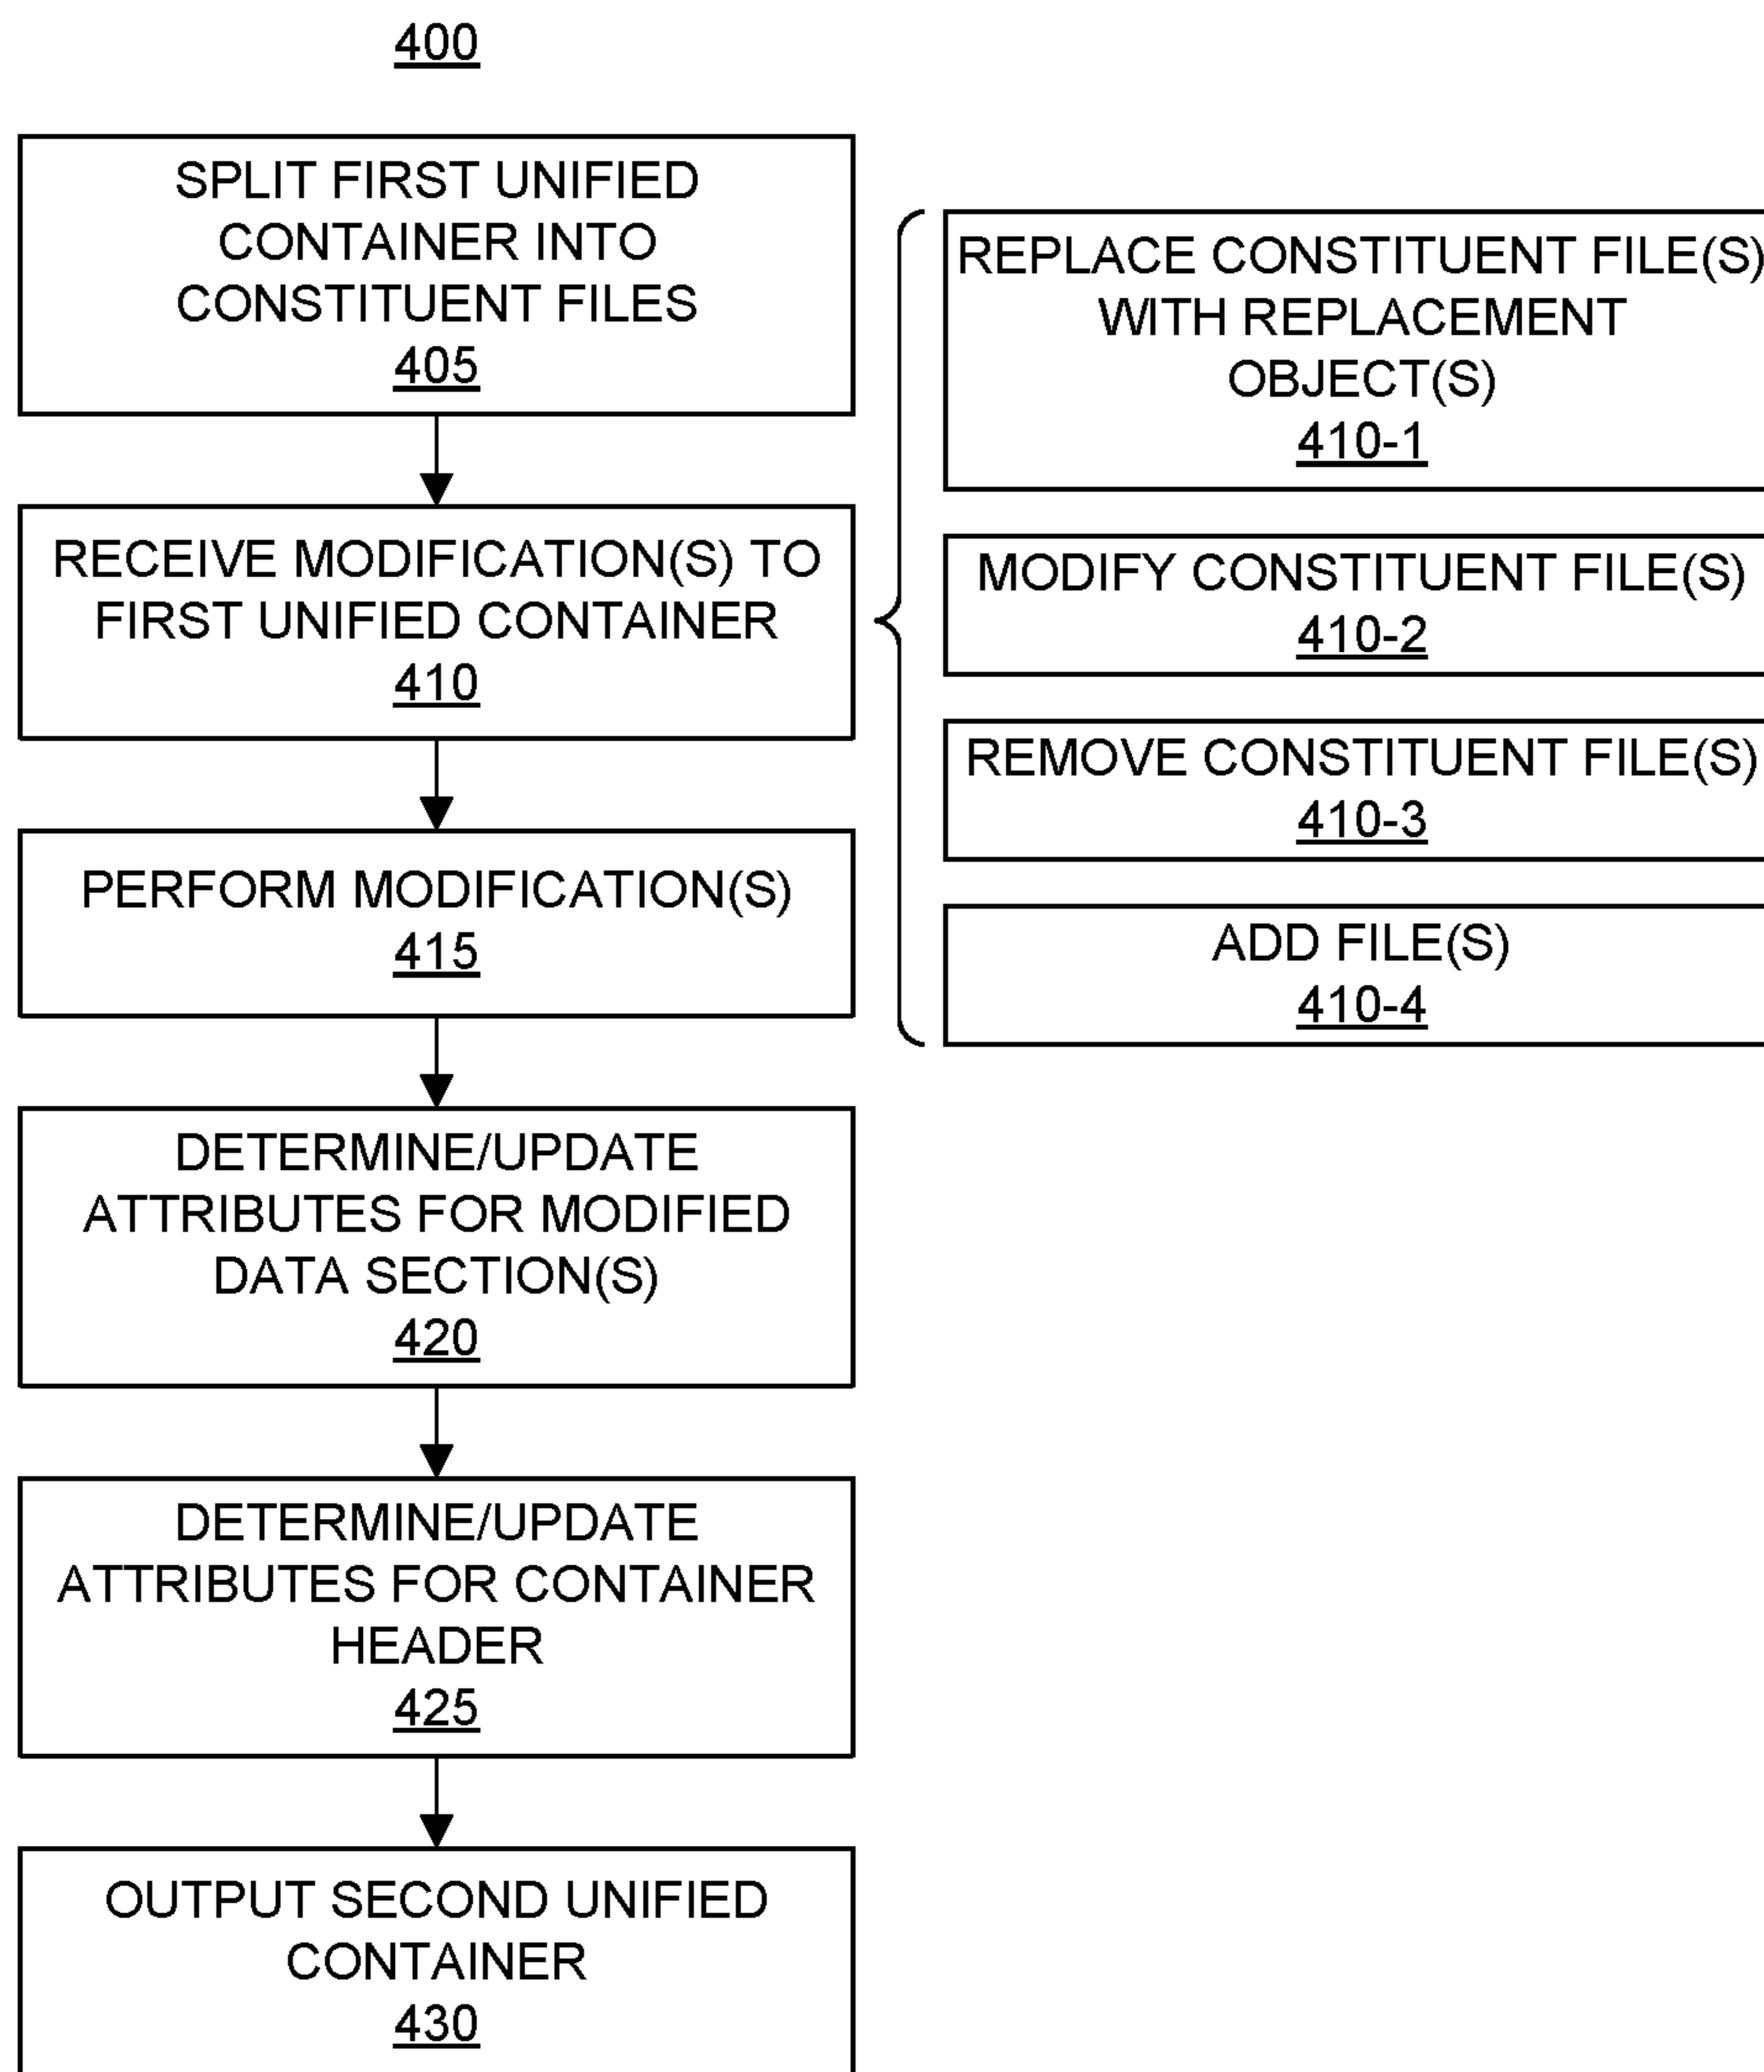 400
SPLIT FIRST UNIFIED
CONTAINER INTO
CONSTITUENT FILES
405
RECEIVE MODIFICATION(S) TO
FIRST UNIFIED CONTAINER
410
REPLACE CONSTITUENT FILE(S)
WITH REPLACEMENT
OBJECT(S)
410-1
MODIFY CONSTITUENT FILE(S)
410-2
REMOVE CONSTITUENT FILE(S)
410-3
ADD FILE(S)
410-4
PERFORM MODIFICATION(S)
415
DETERMINE/UPDATE
ATTRIBUTES FOR MODIFIED
DATA SECTION(S)
420
DETERMINE/UPDATE
ATTRIBUTES FOR CONTAINER
HEADER
425
OUTPUT SECOND UNIFIED
CONTAINER
430